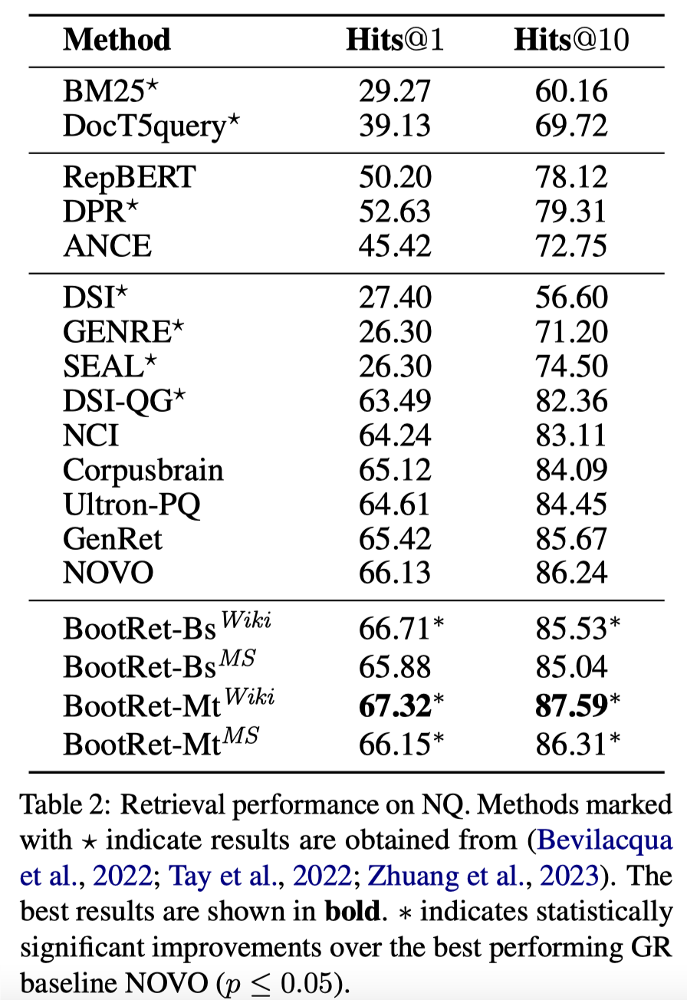 Method Hits@1 Hits@10
BM25⋆ 29.27 60.16
DocT5query⋆ 39.13 69.72
RepBERT 50.20 78.12
DPR⋆ 52.63 79.31
ANCE 45.42 72.75
DSI⋆ 27.40 56.60
GENRE⋆ 26.30 71.20
SEAL⋆ 26.30 74.50
DSI-QG⋆ 63.49 82.36
NCI 64.24 83.11
Corpusbrain 65.12 84.09
Ultron-PQ 64.61 84.45
GenRet 65.42 85.67
NOVO 66.13 86.24
BootRet-Bs^Wiki 66.71* 85.53*
BootRet-Bs^MS 65.88 85.04
BootRet-Mt^Wiki 67.32* 87.59*
BootRet-Mt^MS 66.15* 86.31*
Table 2: Retrieval performance on NQ. Methods marked
with ⋆ indicate results are obtained from (Bevilacqua
et al., 2022; Tay et al., 2022; Zhuang et al., 2023). The
best results are shown in bold. ∗ indicates statistically
significant improvements over the best performing GR
baseline NOVO (p ≤ 0.05).